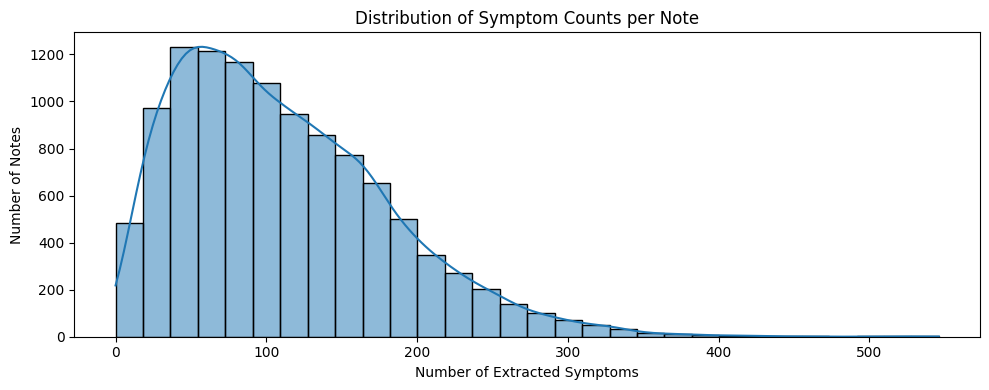 Distribution of Symptom Counts per Note
Number of Notes
1200
1000
800
600
400
200
0
0 100 200 300 400 500
Number of Extracted Symptoms